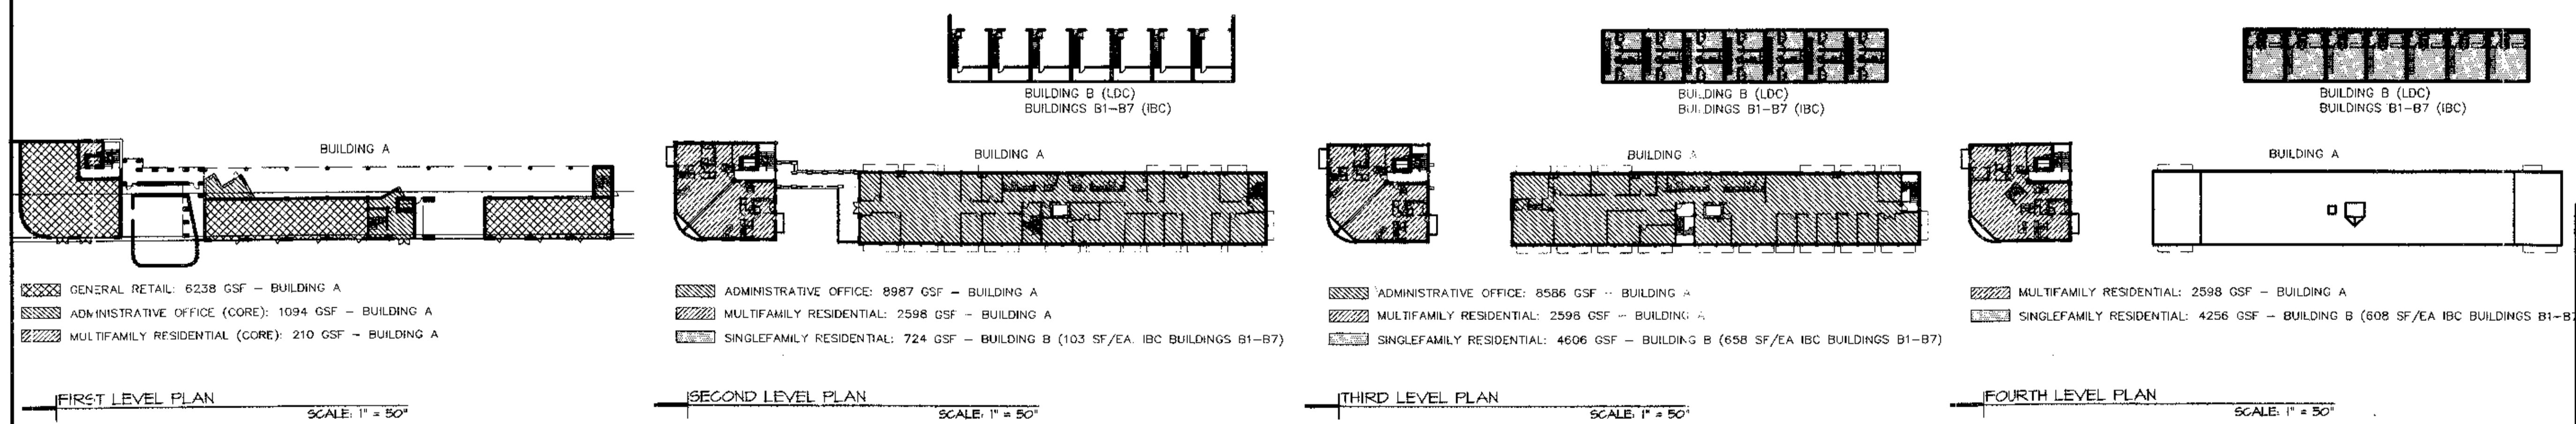 BUILDING B (LDC)
BUILDINGS B1-B7 (IBC)
BUILDING B (LDC)
BUILDINGS B1-B7 (IBC)
BUILDING B (LDC)
BUILDINGS B1-B7 (IBC)
BUILDING A
BUILDING A
BUILDING A
BUILDING A
GENERAL RETAIL: 6238 GSF - BUILDING A
ADMINISTRATIVE OFFICE (CORE): 1094 GSF - BUILDING A
MULTIFAMILY RESIDENTIAL (CORE): 210 GSF - BUILDING A
FIRST LEVEL PLAN
SCALE: 1" = 50"
ADMINISTRATIVE OFFICE: 8987 GSF - BUILDING A
MULTIFAMILY RESIDENTIAL: 2598 GSF - BUILDING A
SINGLEFAMILY RESIDENTIAL: 724 GSF - BUILDING B (103 SF/EA. IBC BUILDINGS B1-B7)
SECOND LEVEL PLAN
SCALE: 1" = 50"
ADMINISTRATIVE OFFICE: 8586 GSF - BUILDING A
MULTIFAMILY RESIDENTIAL: 2598 GSF - BUILDING A
SINGLEFAMILY RESIDENTIAL: 4606 GSF - BUILDING B (658 SF/EA IBC BUILDINGS B1-B7)
THIRD LEVEL PLAN
SCALE: 1" = 50"
MULTIFAMILY RESIDENTIAL: 2598 GSF - BUILDING A
SINGLEFAMILY RESIDENTIAL: 4256 GSF - BUILDING B (608 SF/EA IBC BUILDINGS B1-B7
FOURTH LEVEL PLAN
SCALE: 1" = 50"